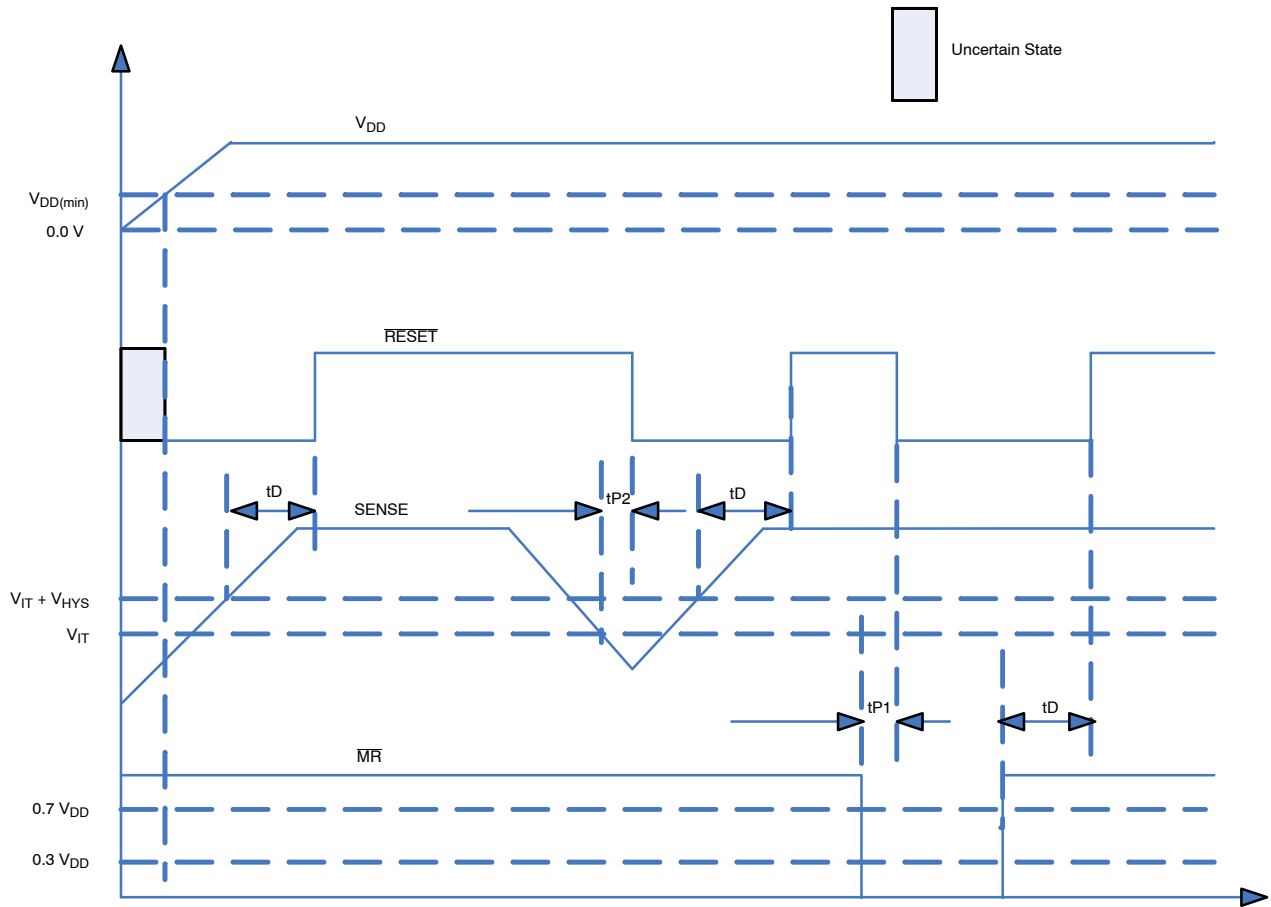 Uncertain State
VDD
VDD(min)
0.0 V
RESET
tD
SENSE
tP2
tD
VIT + VHYS
VIT
tP1
tD
MR
0.7 VDD
0.3 VDD